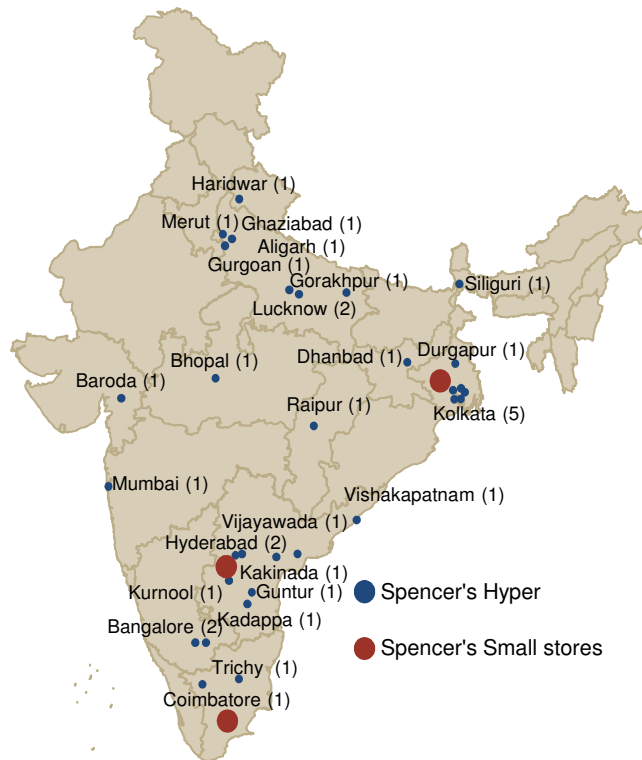 Haridwar (1)
Merut (1)
Ghaziabad (1)
Aligarh (1)
Gurgoan (1)
Gorakhpur (1)
Siliguri (1)
Lucknow (2)
Dhanbad (1)
Durgapur (1)
Bhopal (1)
Baroda (1)
Raipur (1)
Kolkata (5)
Mumbai (1)
Vishakapatnam (1)
Vijayawada (1)
Hyderabad (2)
Kakinada (1)
Kurnool (1)
Guntur (1)
Spencer's Hyper
Kadappa (1)
Bangalore (2)
Spencer's Small stores
Trichy (1)
Coimbatore (1)